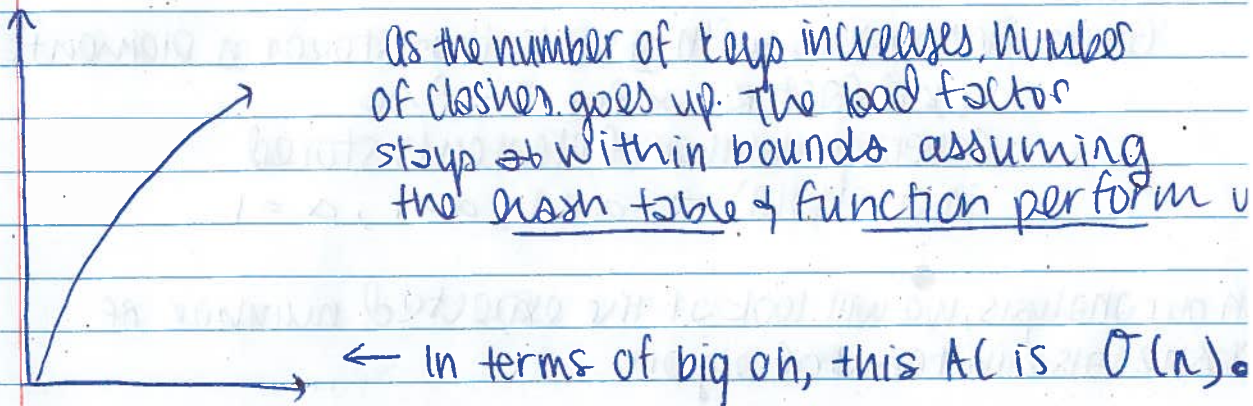 as the number of keys increases, number
of clashes goes up. The load factor
stays within bounds assuming
the hash table & function perform
← In terms of big oh, this AC is O(n).